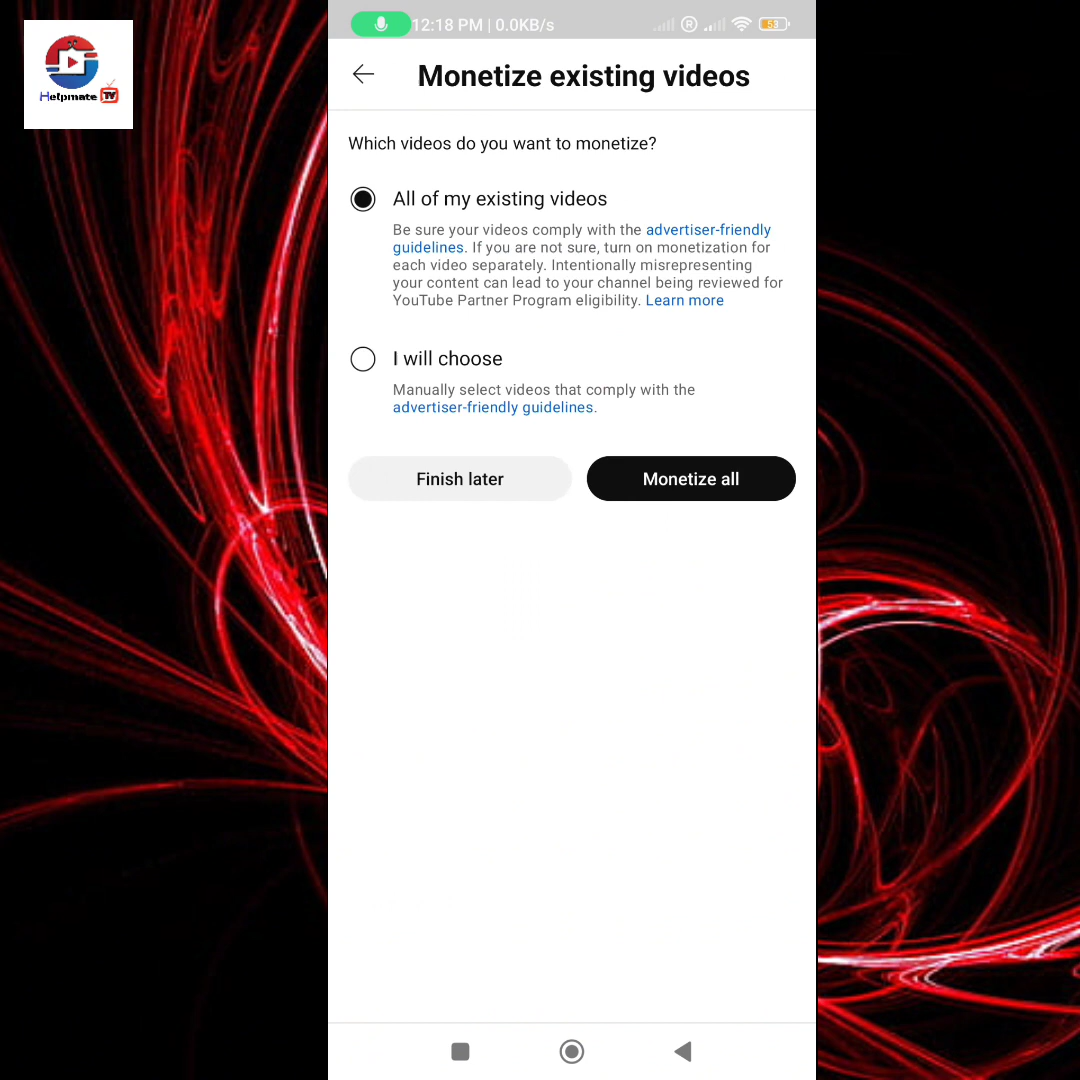 Helpmate TV
12:18 PM | 0.0KB/s
R
53
Monetize existing videos
Which videos do you want to monetize?
All of my existing videos
Be sure your videos comply with the advertiser-friendly
guidelines. If you are not sure, turn on monetization for
each video separately. Intentionally misrepresenting
your content can lead to your channel being reviewed for
YouTube Partner Program eligibility. Learn more
I will choose
Manually select videos that comply with the
advertiser-friendly guidelines.
Finish later
Monetize all